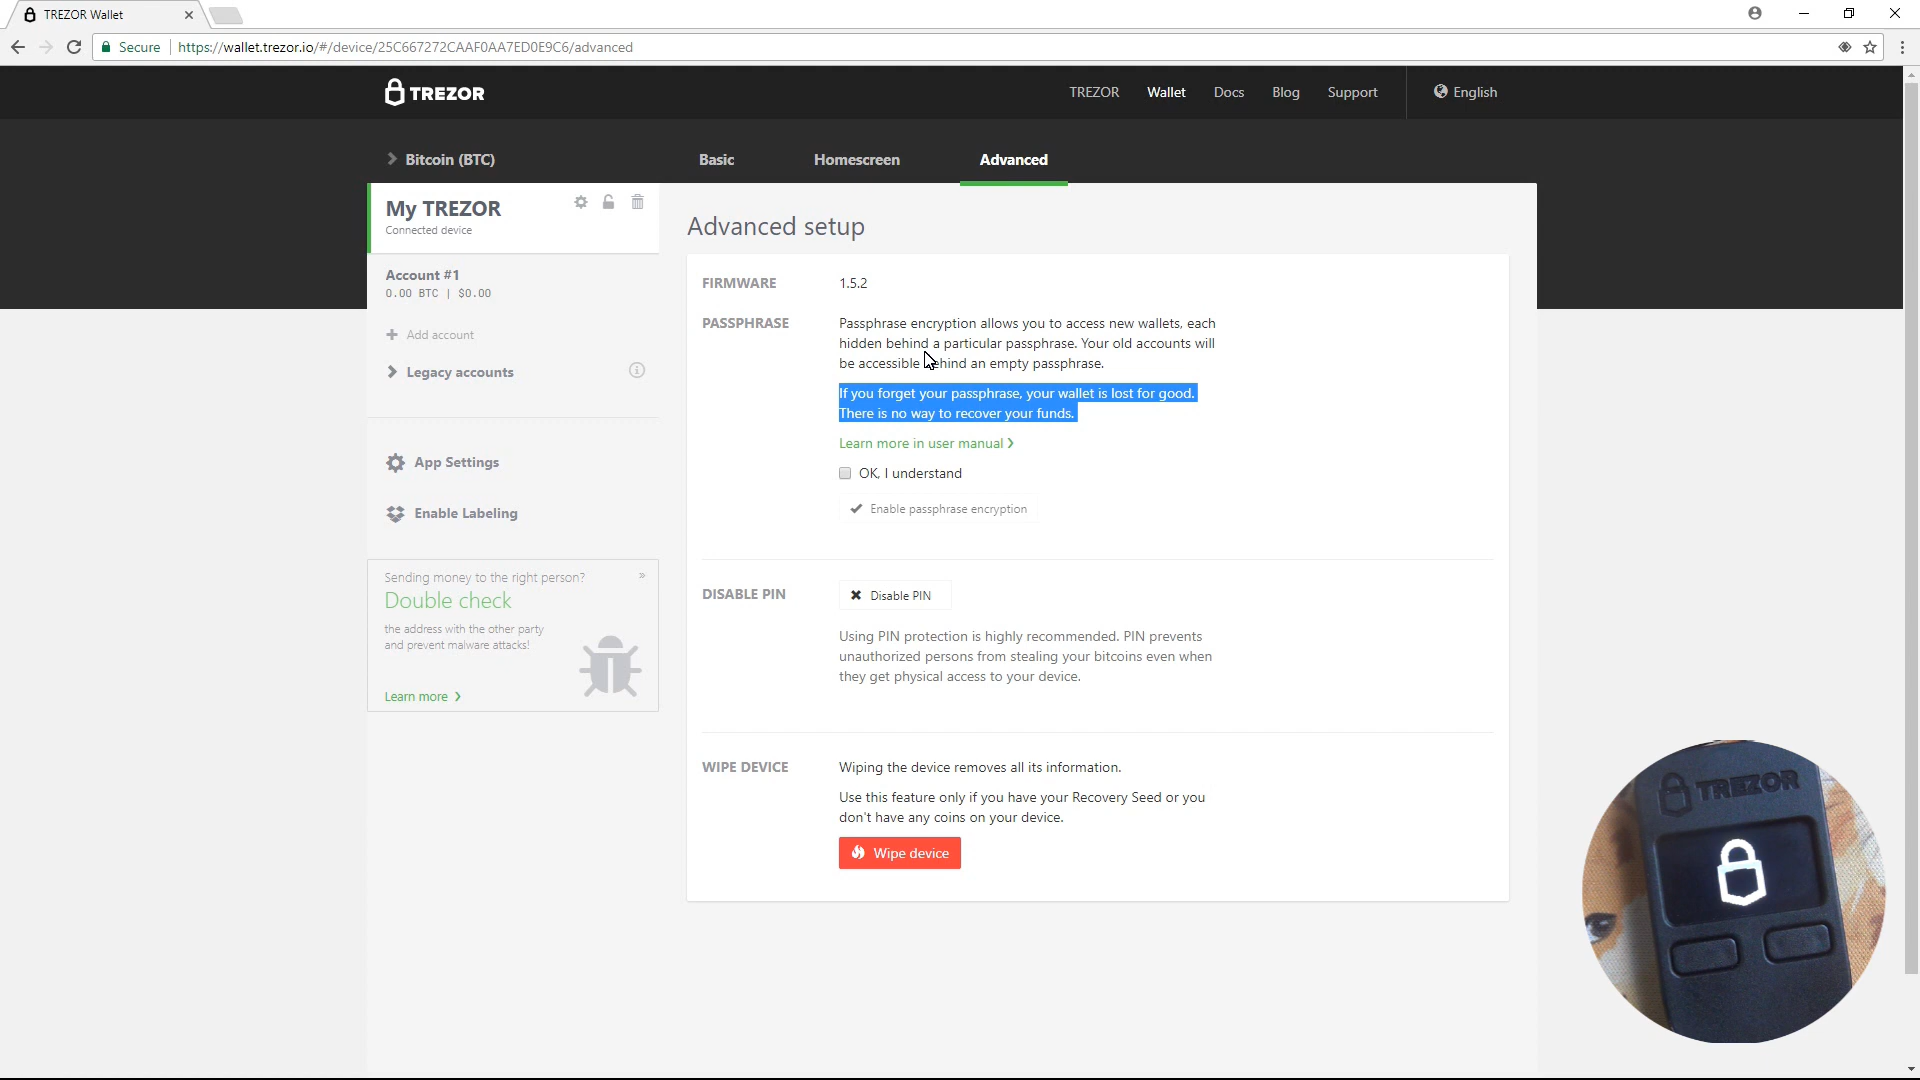 TREZOR Wallet
Secure https://wallet.trezor.io/#/device/25C667272CAAF0AA7ED0E9C6/advanced
TREZOR
TREZOR Wallet Docs Blog Support English
Bitcoin (BTC)
Basic Homescreen Advanced
My TREZOR
Connected device
Account #1
0.00 BTC | $0.00
Add account
Legacy accounts
App Settings
Enable Labeling
Sending money to the right person?
»
Double check
the address with the other party
and prevent malware attacks!
Learn more
Advanced setup
FIRMWARE 1.5.2
PASSPHRASE
Passphrase encryption allows you to access new wallets, each
hidden behind a particular passphrase. Your old accounts will
be accessible behind an empty passphrase.
If you forget your passphrase, your wallet is lost for good.
There is no way to recover your funds.
Learn more in user manual
OK, I understand
Enable passphrase encryption
DISABLE PIN
Disable PIN
Using PIN protection is highly recommended. PIN prevents
unauthorized persons from stealing your bitcoins even when
they get physical access to your device.
WIPE DEVICE
Wiping the device removes all its information.
Use this feature only if you have your Recovery Seed or you
don't have any coins on your device.
Wipe device
TREZOR